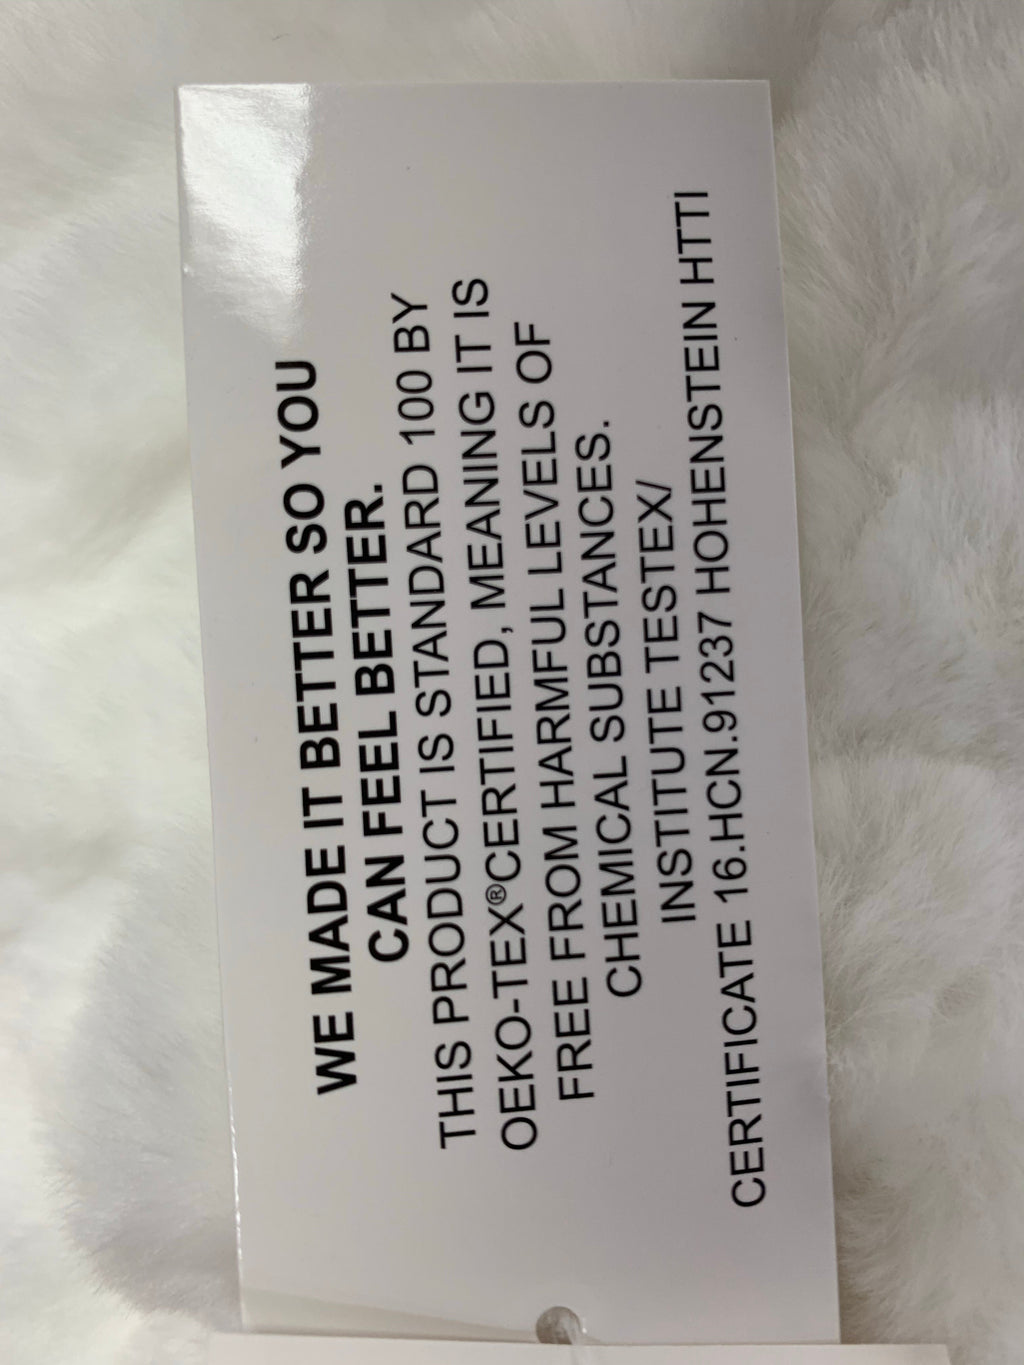 WE MADE IT BETTER SO YOU
CAN FEEL BETTER.
THIS PRODUCT IS STANDARD 100 BY
OEKO-TEX®CERTIFIED, MEANING IT IS
FREE FROM HARMFUL LEVELS OF
CHEMICAL SUBSTANCES.
INSTITUTE TESTEX/
CERTIFICATE 16.HCN.91237 HOHENSTEIN HTTI